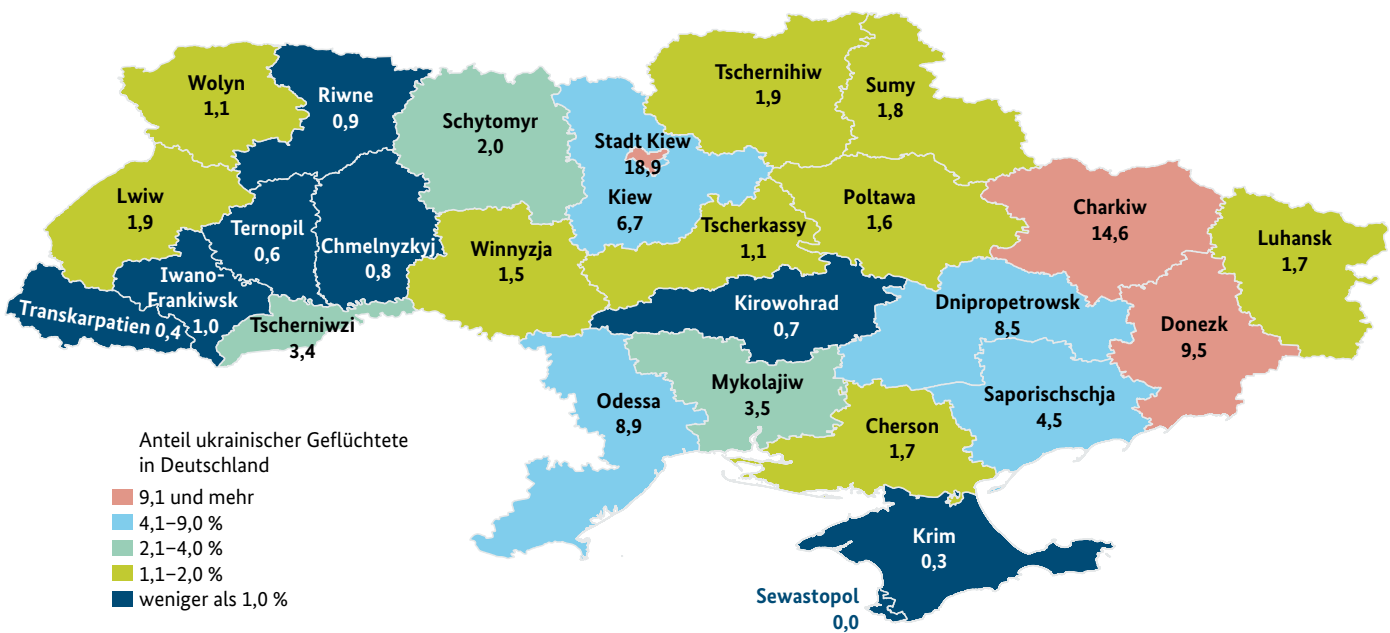 Wolyn
1,1
Riwne
0,9
Schytomyr
2,0
Stadt Kiew
18,9
Kiew
6,7
Tschernihiw
1,9
Sumy
1,8
Lwiw
1,9
Ternopil
0,6
Chmelnyzkyj
0,8
Winnyzja
1,5
Tscherkassy
1,1
Poltawa
1,6
Charkiw
14,6
Luhansk
1,7
Transkarpatien 0,4
Iwano-
Frankiwsk
1,0
Tscherniwzi
3,4
Kirowohrad
0,7
Dnipropetrowsk
8,5
Donezk
9,5
Odessa
8,9
Mykolajiw
3,5
Saporischschja
4,5
Cherson
1,7
Krim
0,3
Sewastopol
0,0
Anteil ukrainischer Geflüchtete
in Deutschland
9,1 und mehr
4,1–9,0 %
2,1–4,0 %
1,1–2,0 %
weniger als 1,0 %